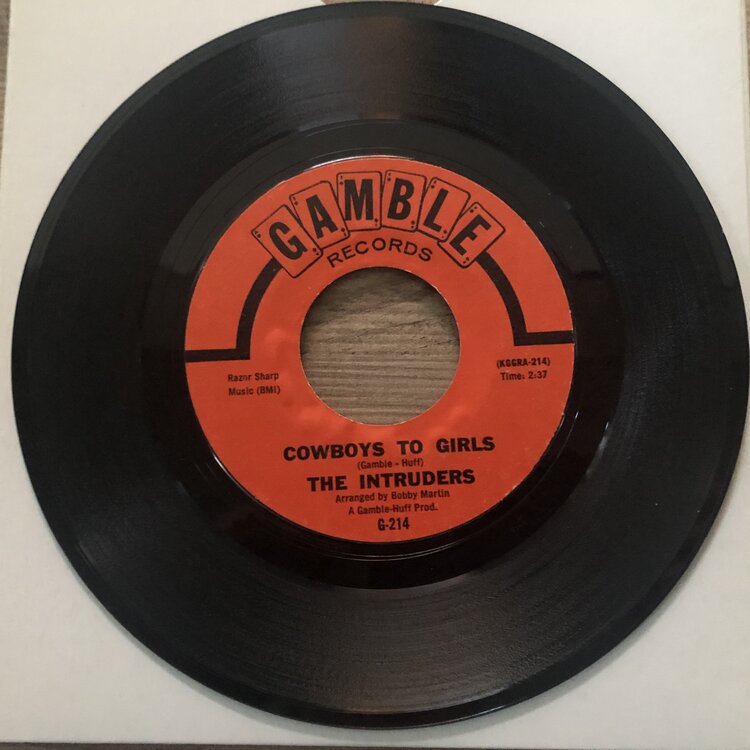 GAMBLE
RECORDS
Razor Sharp
Music (BMI)
(KGGRA-214)
Time: 2:37
COWBOYS TO GIRLS
(Gamble - Huff)
THE INTRUDERS
Arranged by Bobby Martin
A Gamble-Huff Prod.
G-214